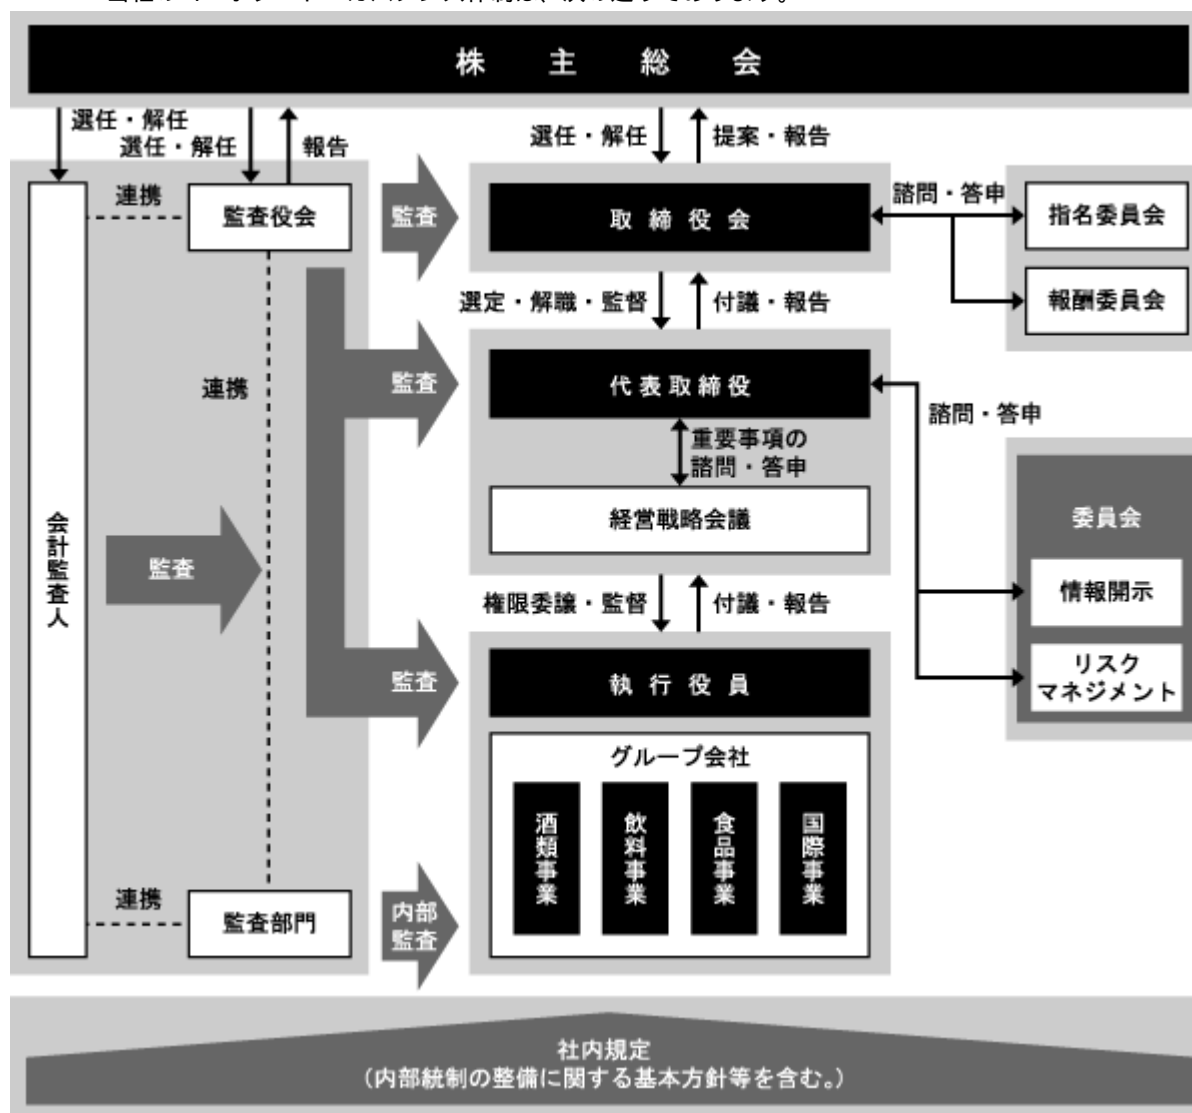 株主総会
選任・解任
選任・解任
報告
選任・解任
提案・報告
連携
監査役会
監査
取締役会
諮問・答申
指名委員会
報酬委員会
選定・解職・監督
付議・報告
連携
監査
代表取締役
諮問・答申
重要事項の
諮問・答申
経営戦略会議
委員会
情報開示
リスク
マネジメント
会計監査人
監査
権限委譲・監督
付議・報告
監査
執行役員
グループ会社
酒類事業
飲料事業
食品事業
国際事業
連携
監査部門
内部
監査
社内規定
（内部統制の整備に関する基本方針等を含む。）